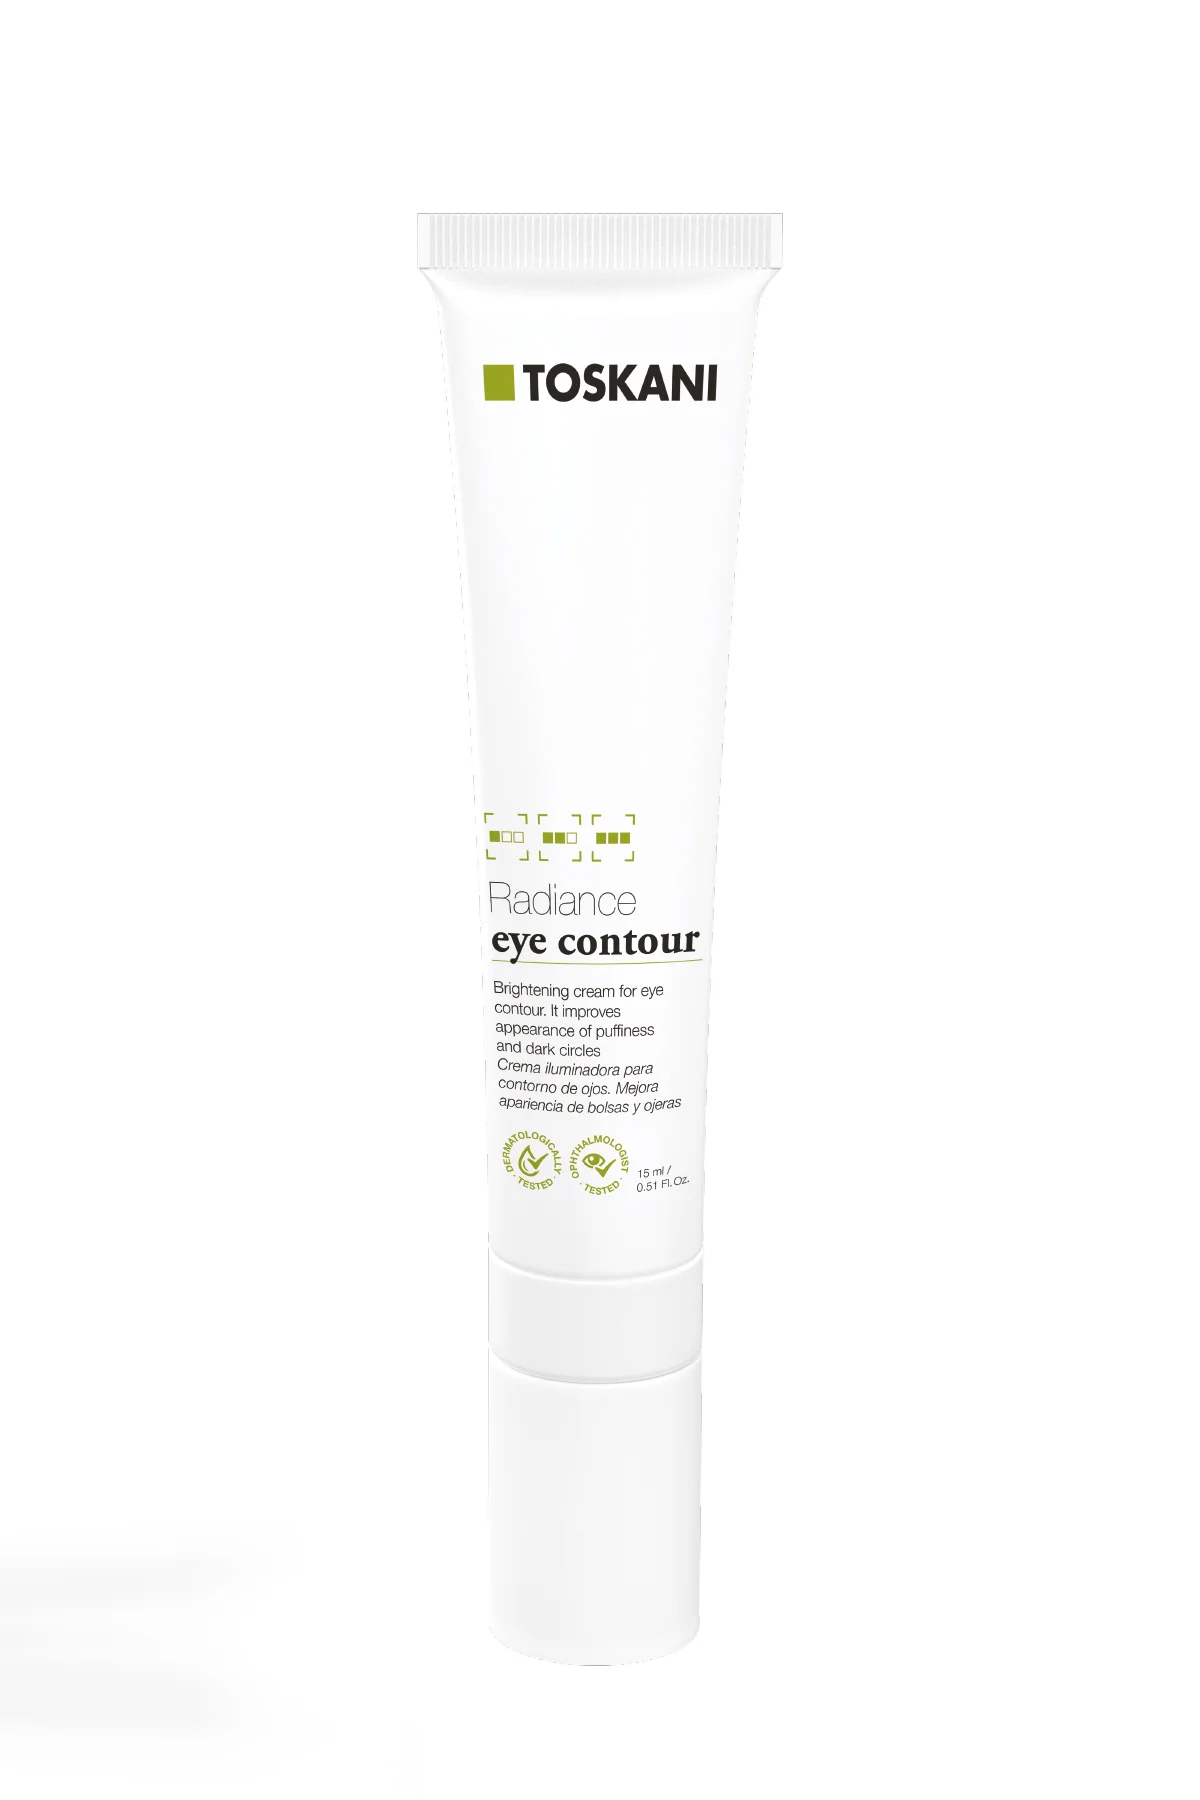 TOSKANI
Radiance
eye contour
Brightening cream for eye
contour. It improves
appearance of puffiness
and dark circles
Crema iluminadora para
contorno de ojos. Mejora
apariencia de bolsas y ojeras
DERMATOLOGICALLY · TESTED ·
OPHTHALMOLOGIST · TESTED ·
15 ml /
0.51 Fl. Oz.